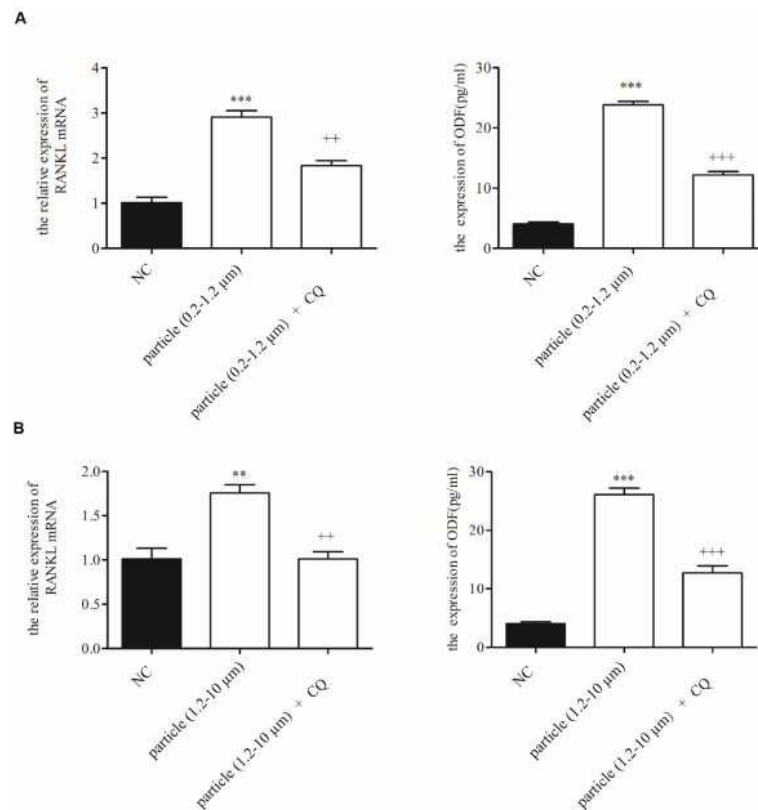 A
the relative expression of
RANKL mRNA
4
3
2
1
0
***
++
NC
particle (0.2-1.2 μm)
particle (0.2-1.2 μm) + CQ
the expression of ODF(pg/ml)
30
20
10
0
***
+++
NC
particle (0.2-1.2 μm)
particle (0.2-1.2 μm) + CQ
B
the relative expression of
RANKL mRNA
2.0
1.5
1.0
0.5
0.0
**
++
NC
particle (1.2-10 μm)
particle (1.2-10 μm) + CQ
the expression of ODF(pg/ml)
30
20
10
0
***
+++
NC
particle (1.2-10 μm)
particle (1.2-10 μm) + CQ